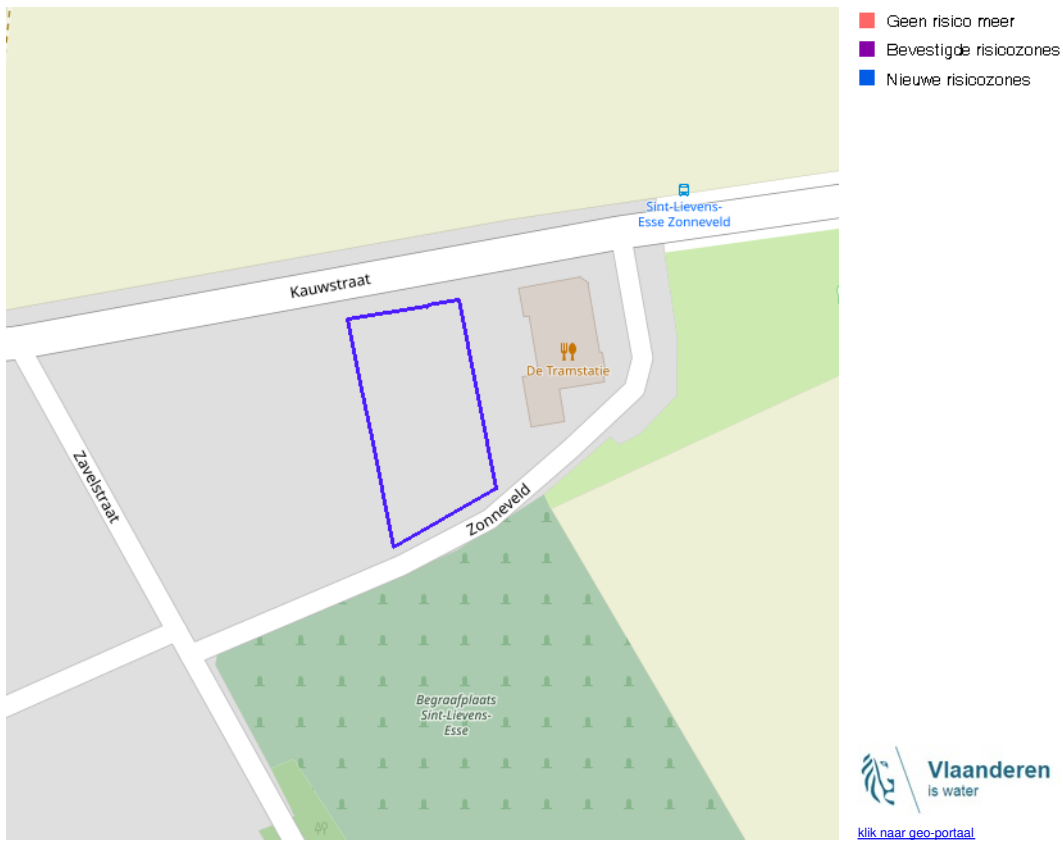 Geen risico meer
Bevestigde risicozones
Nieuwe risicozones
Sint-Lievens-
Esse Zonneveld
Kauwstraat
De Tramstatie
Zavelstraat
Zonneveld
Begraafplaats
Sint-Lievens-
Esse
Vlaanderen
is water
klik naar geo-portaal